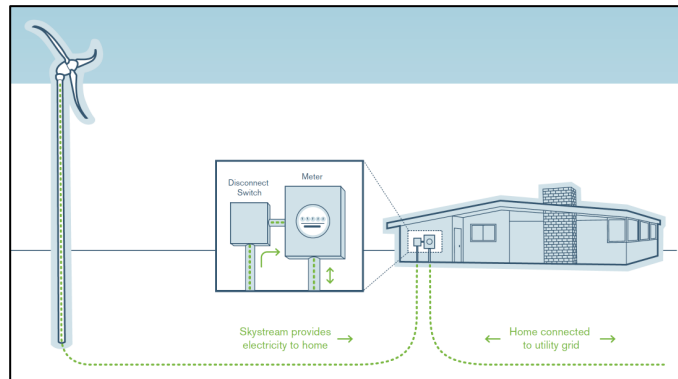 Disconnect
Switch
Meter
Skystream provides
electricity to home
Home connected
to utility grid